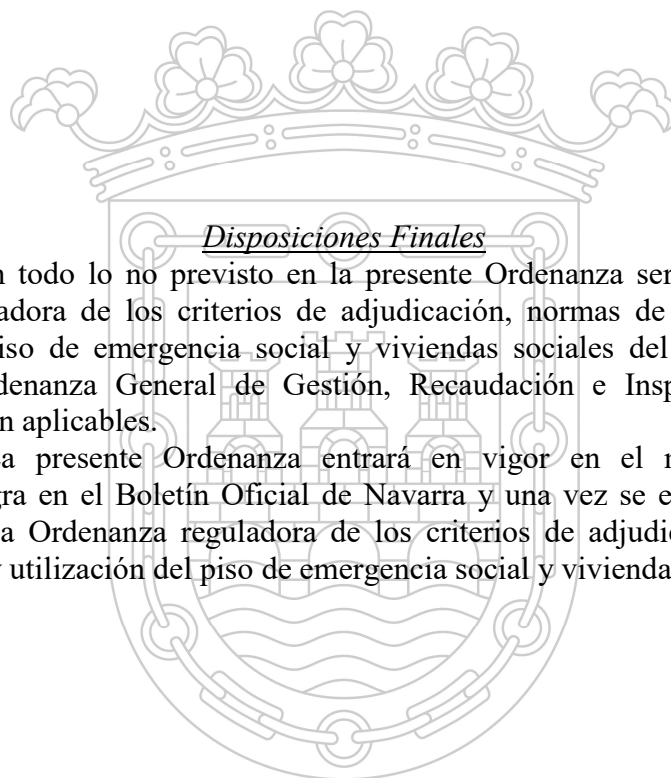 Disposiciones Finales
n todo lo no previsto en la presente Ordenanza ser
adora de los criterios de adjudicación, normas de
iso de emergencia social y viviendas sociales del
denanza General de Gestión, Recaudación e Insp
n aplicables.
a presente Ordenanza entrará en vigor en el
gra en el Boletín Oficial de Navarra y una vez se e
a Ordenanza reguladora de los criterios de adjudi
y utilización del piso de emergencia social y vivienda